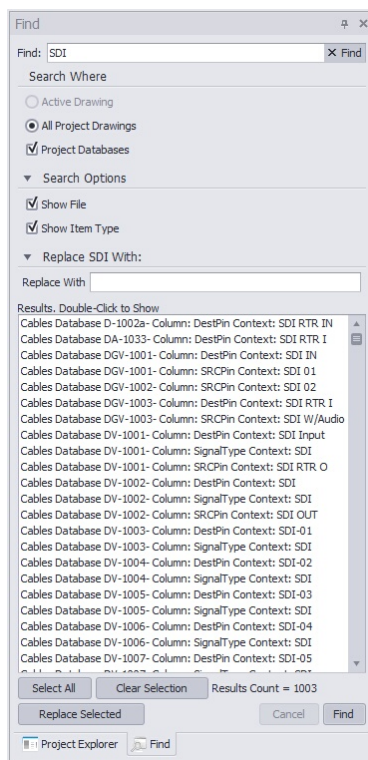 Find
Find: SDI × Find
Search Where
Active Drawing
All Project Drawings
Project Databases
Search Options
Show File
Show Item Type
Replace SDI With:
Replace With
Results. Double-Click to Show
Cables Database D-1002a- Column: DestPin Context: SDI RTR IN
Cables Database DA-1033- Column: DestPin Context: SDI RTR I
Cables Database DGV-1001- Column: DestPin Context: SDI IN
Cables Database DGV-1001- Column: SRCPin Context: SDI 01
Cables Database DGV-1002- Column: SRCPin Context: SDI 02
Cables Database DGV-1003- Column: DestPin Context: SDI RTR I
Cables Database DGV-1003- Column: SRCPin Context: SDI W/Audio
Cables Database DV-1001- Column: DestPin Context: SDI Input
Cables Database DV-1001- Column: SignalType Context: SDI
Cables Database DV-1001- Column: SRCPin Context: SDI RTR O
Cables Database DV-1002- Column: DestPin Context: SDI
Cables Database DV-1002- Column: SignalType Context: SDI
Cables Database DV-1002- Column: SRCPin Context: SDI OUT
Cables Database DV-1003- Column: DestPin Context: SDI-01
Cables Database DV-1003- Column: SignalType Context: SDI
Cables Database DV-1004- Column: DestPin Context: SDI-02
Cables Database DV-1004- Column: SignalType Context: SDI
Cables Database DV-1005- Column: DestPin Context: SDI-03
Cables Database DV-1005- Column: SignalType Context: SDI
Cables Database DV-1006- Column: DestPin Context: SDI-04
Cables Database DV-1006- Column: SignalType Context: SDI
Cables Database DV-1007- Column: DestPin Context: SDI-05
Cables Database DV-1007- Column: SignalType Context: SDI
Select All Clear Selection Results Count = 1003
Replace Selected Cancel Find
Project Explorer Find